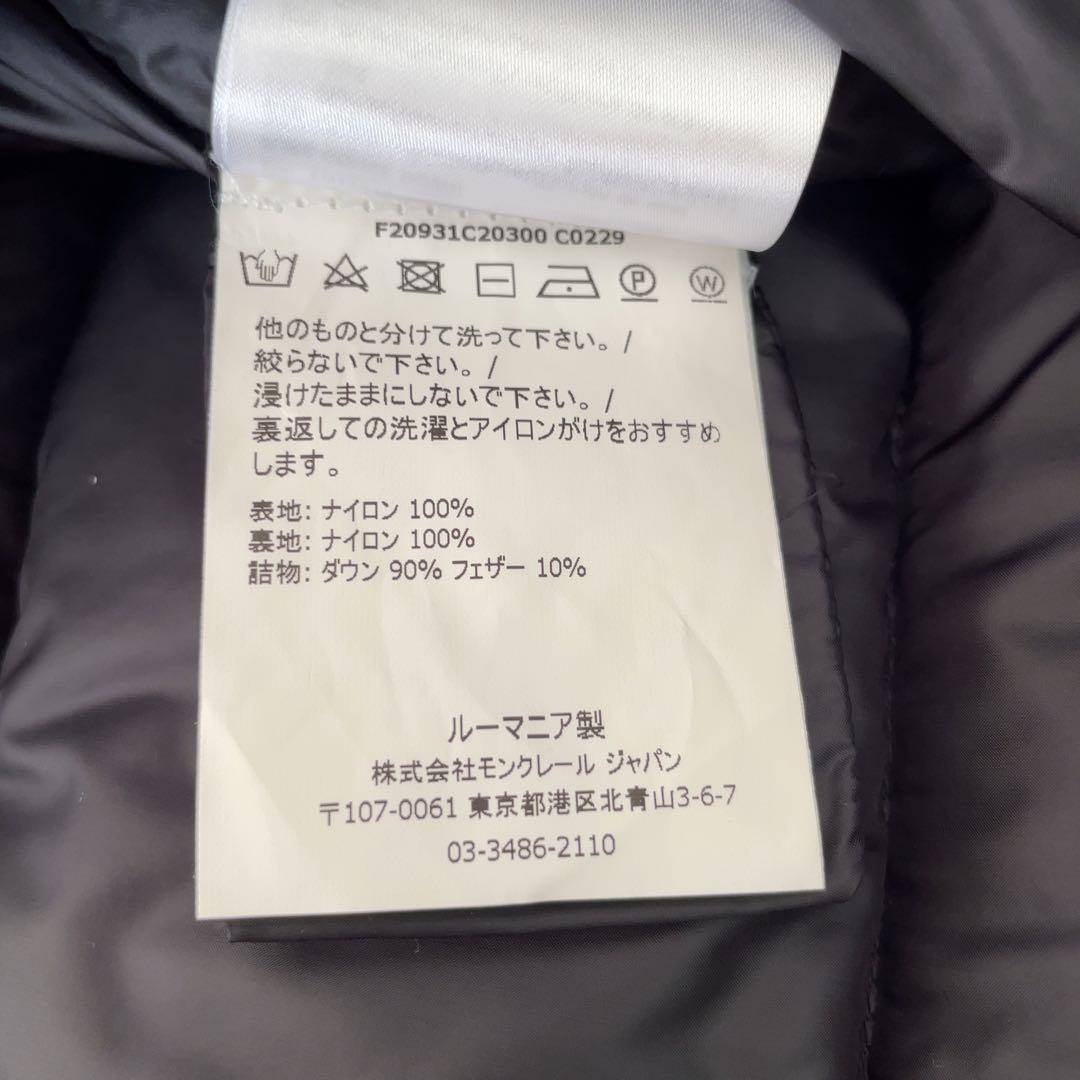 F20931C20300 C0229
P W
他のものと分けて洗って下さい。/
絞らないで下さい。/
浸けたままにしないで下さい。/
裏返しての洗濯とアイロンがけをおすすめ
します。
表地: ナイロン 100%
裏地: ナイロン 100%
詰物: ダウン 90% フェザー 10%
ルーマニア製
株式会社モンクレール ジャパン
〒107-0061 東京都港区北青山3-6-7
03-3486-2110